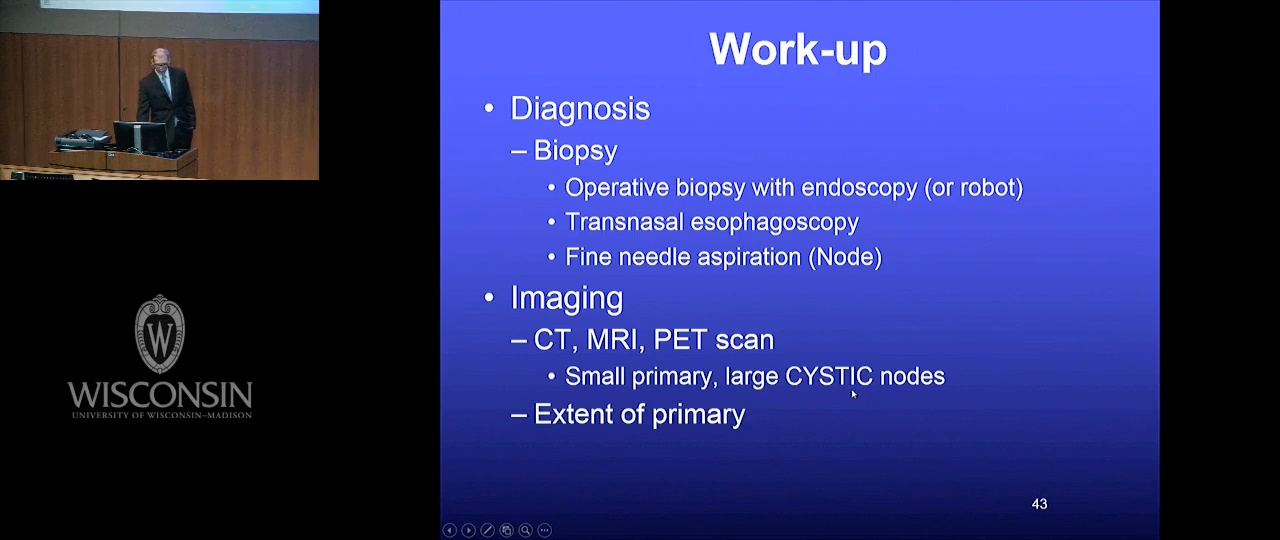 Work-up
• Diagnosis
– Biopsy
• Operative biopsy with endoscopy (or robot)
• Transnasal esophagoscopy
• Fine needle aspiration (Node)
• Imaging
– CT, MRI, PET scan
• Small primary, large CYSTIC nodes
– Extent of primary
43
W
WISCONSIN
UNIVERSITY OF WISCONSIN–MADISON